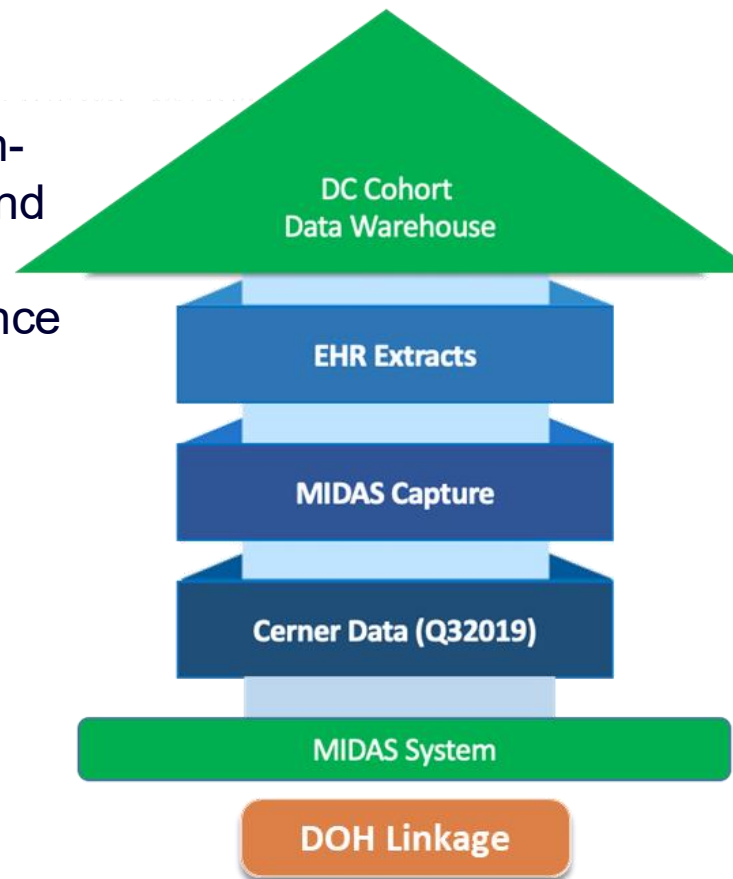 DC Cohort
Data Warehouse
EHR Extracts
MIDAS Capture
Cerner Data (Q32019)
MIDAS System
DOH Linkage